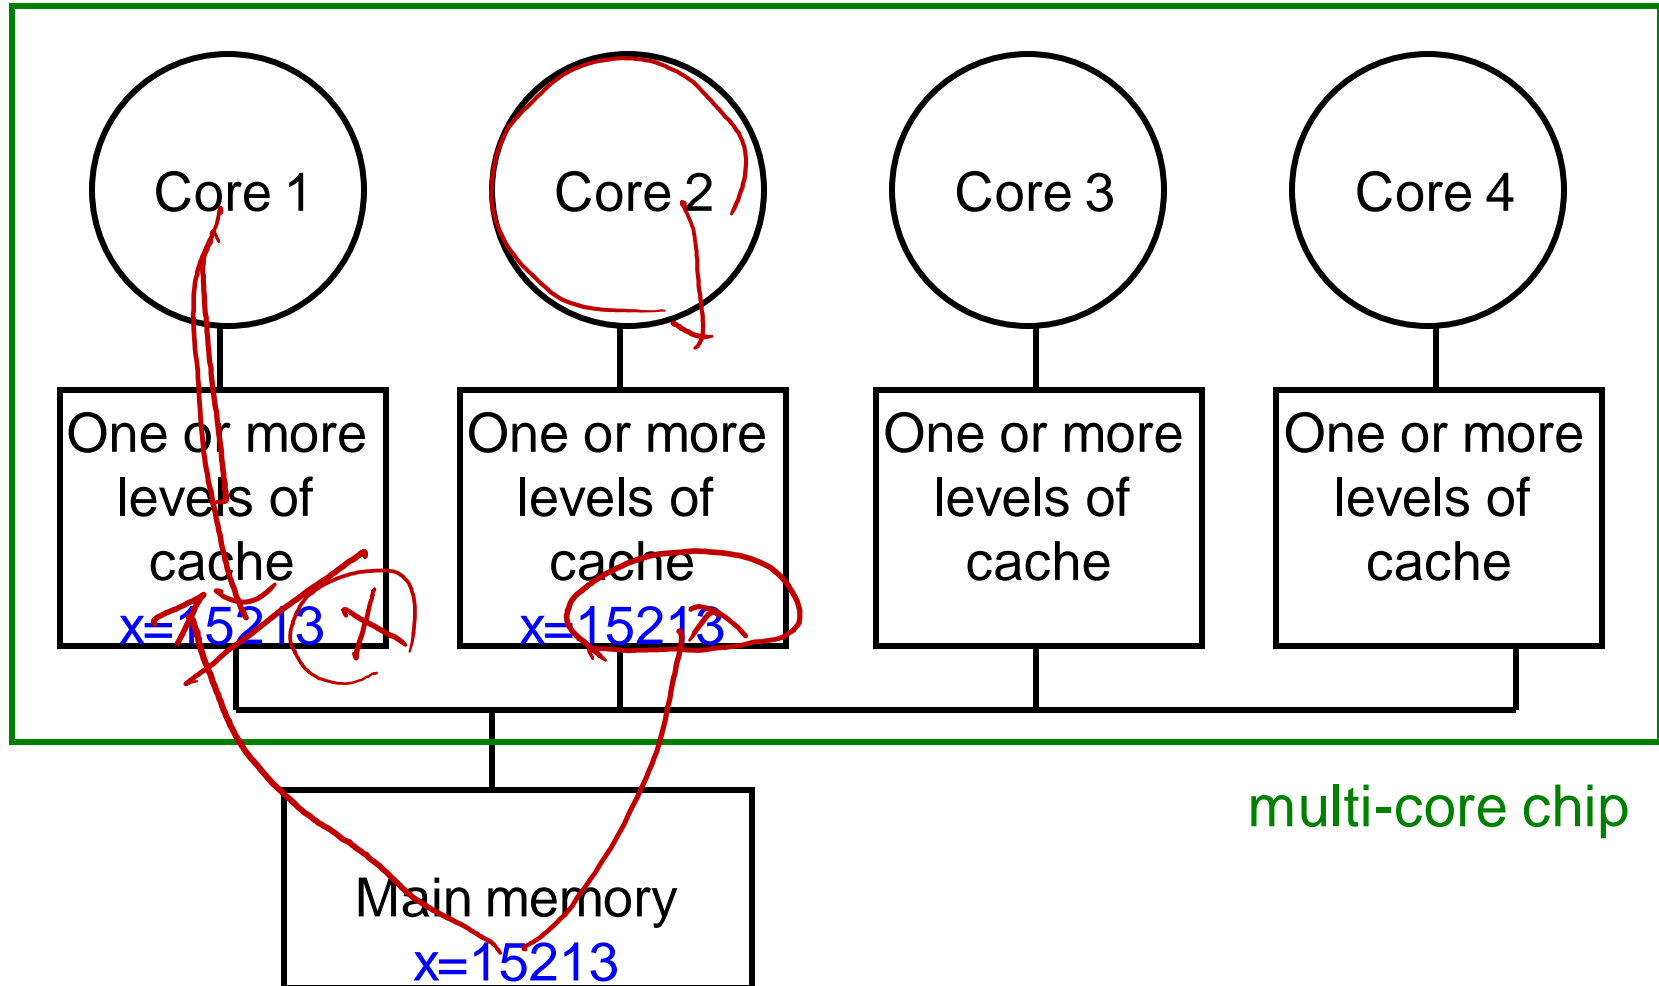 Core 1
Core 2
Core 3
Core 4
One or more
levels of
cache
x=15213
One or more
levels of
cache
x=15213
One or more
levels of
cache
One or more
levels of
cache
multi-core chip
Main memory
x=15213